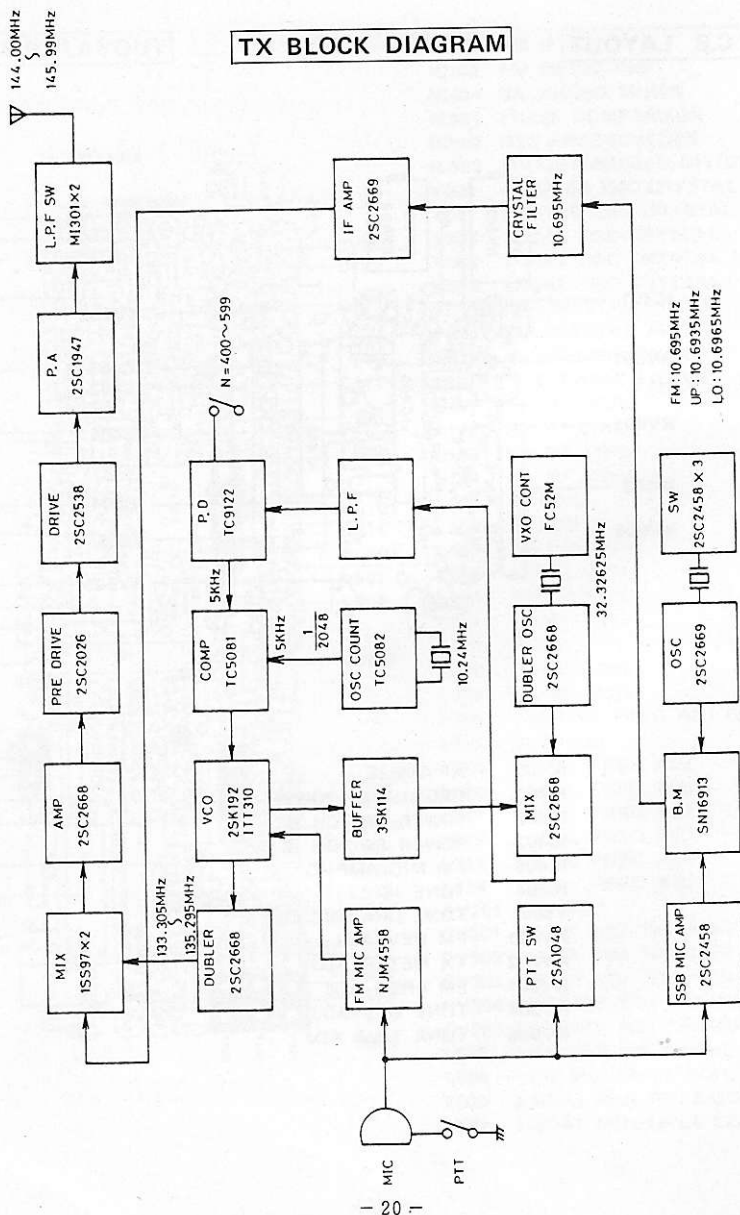 TX BLOCK DIAGRAM
144.00MHz
145.99MHz
MIX
1SS97×2
AMP
2SC2668
PRE DRIVE
2SC2026
DRIVE
2SC2538
P.A
2SC1947
L.P.F SW
MI301×2
133.305MHz
135.295MHz
DUBLER
2SC2668
VCO
2SK192
ITT310
COMP
TC5081
5KHz
P.D
TC9122
N=400~599
IF AMP
2SC2669
FM MIC AMP
NJM4558
BUFFER
3SK114
OSC COUNT
TC5082
5KHz
1
2048
10.24MHz
L.P.F
CRYSTAL
FILTER
10.695MHz
PTT SW
2SA1048
MIX
2SC2668
DUBLER OSC
2SC2668
32.32625MHz
VXO CONT
FC52M
SSB MIC AMP
2SC2458
B.M
SN16913
OSC
2SC2669
SW
2SC2458×3
FM:10.695MHz
UP:10.6935MHz
LO:10.6965MHz
MIC
PTT
– 20 –